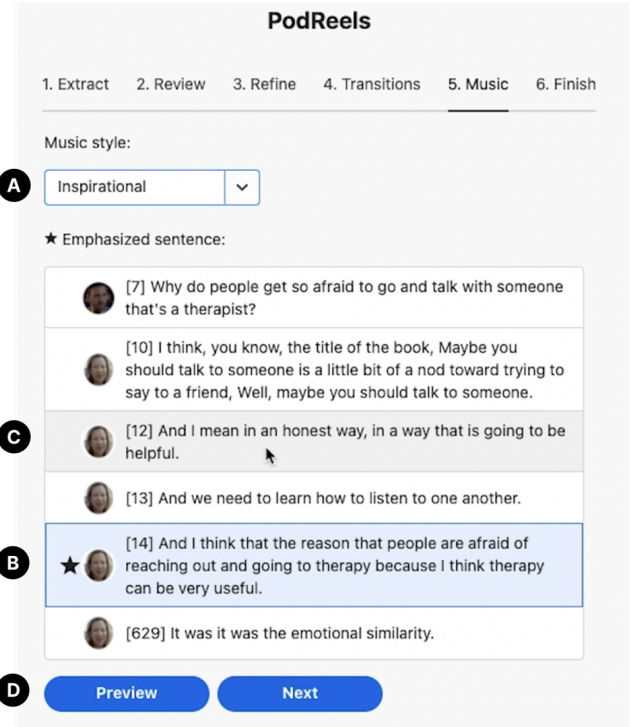 PodReels
1. Extract 2. Review 3. Refine 4. Transitions 5. Music 6. Finish
Music style:
A
Inspirational
★ Emphasized sentence:
[7] Why do people get so afraid to go and talk with someone
that's a therapist?
[10] I think, you know, the title of the book, Maybe you
should talk to someone is a little bit of a nod toward trying to
say to a friend, Well, maybe you should talk to someone.
C
[12] And I mean in an honest way, in a way that is going to be
helpful.
[13] And we need to learn how to listen to one another.
B
[14] And I think that the reason that people are afraid of
reaching out and going to therapy because I think therapy
can be very useful.
[629] It was it was the emotional similarity.
D
Preview Next